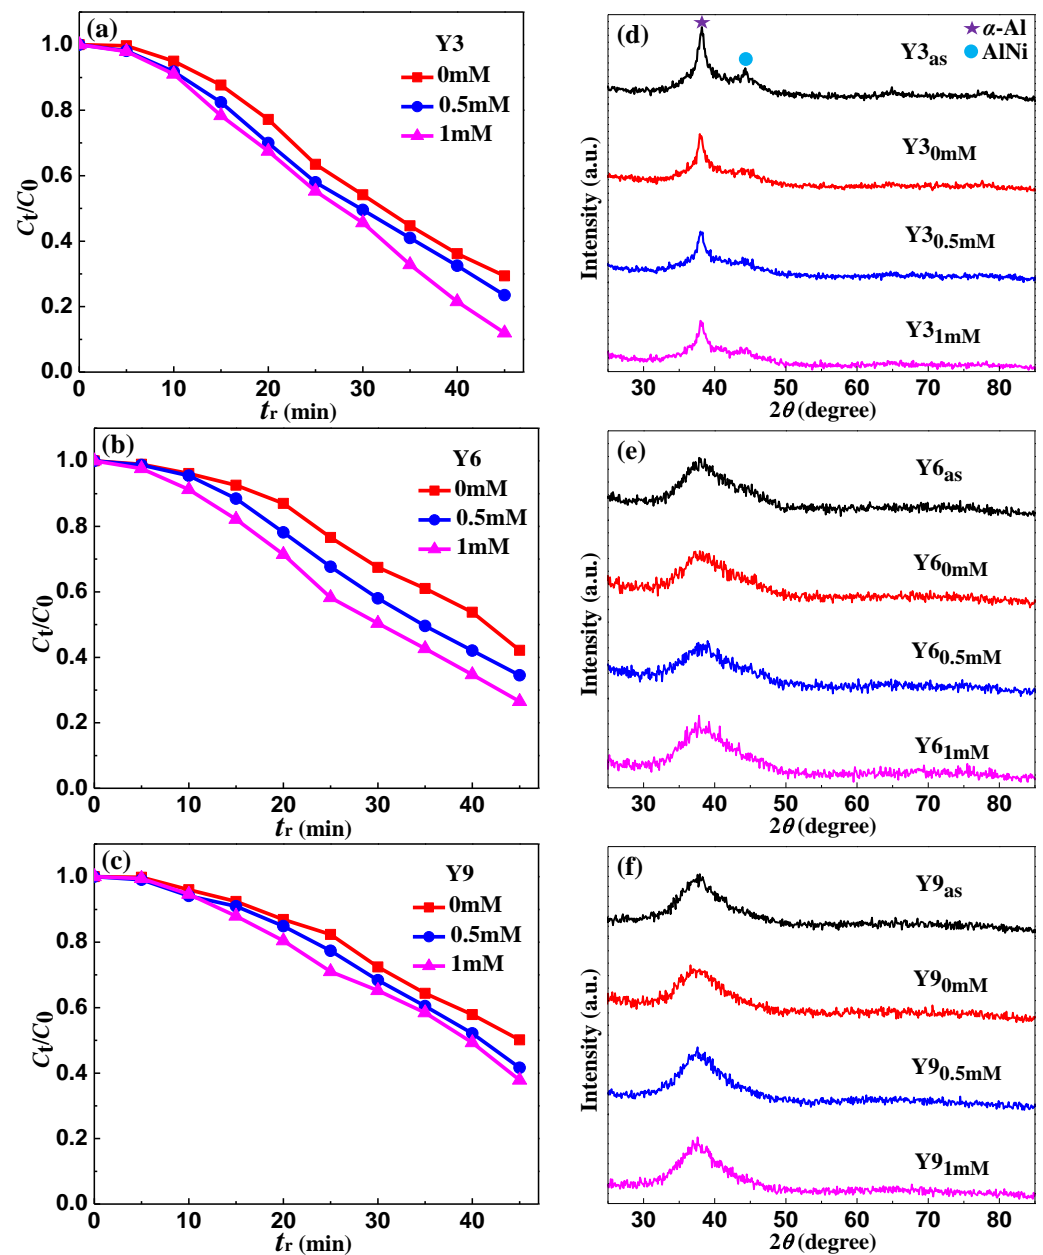 (a)
Y3
0mM
0.5mM
1mM
1.0
0.8
0.6
0.4
0.2
0.0
Ct/C0
0 10 20 30 40
tr (min)
(d)
α-Al
AlNi
Y3as
Y30mM
Y30.5mM
Y31mM
Intensity (a.u.)
30 40 50 60 70 80
2θ (degree)
(b)
Y6
0mM
0.5mM
1mM
1.0
0.8
0.6
0.4
0.2
0.0
Ct/C0
0 10 20 30 40
tr (min)
(e)
Y6as
Y60mM
Y60.5mM
Y61mM
Intensity (a.u.)
30 40 50 60 70 80
2θ (degree)
(c)
Y9
0mM
0.5mM
1mM
1.0
0.8
0.6
0.4
0.2
0.0
Ct/C0
0 10 20 30 40
tr (min)
(f)
Y9as
Y90mM
Y90.5mM
Y91mM
Intensity (a.u.)
30 40 50 60 70 80
2θ (degree)